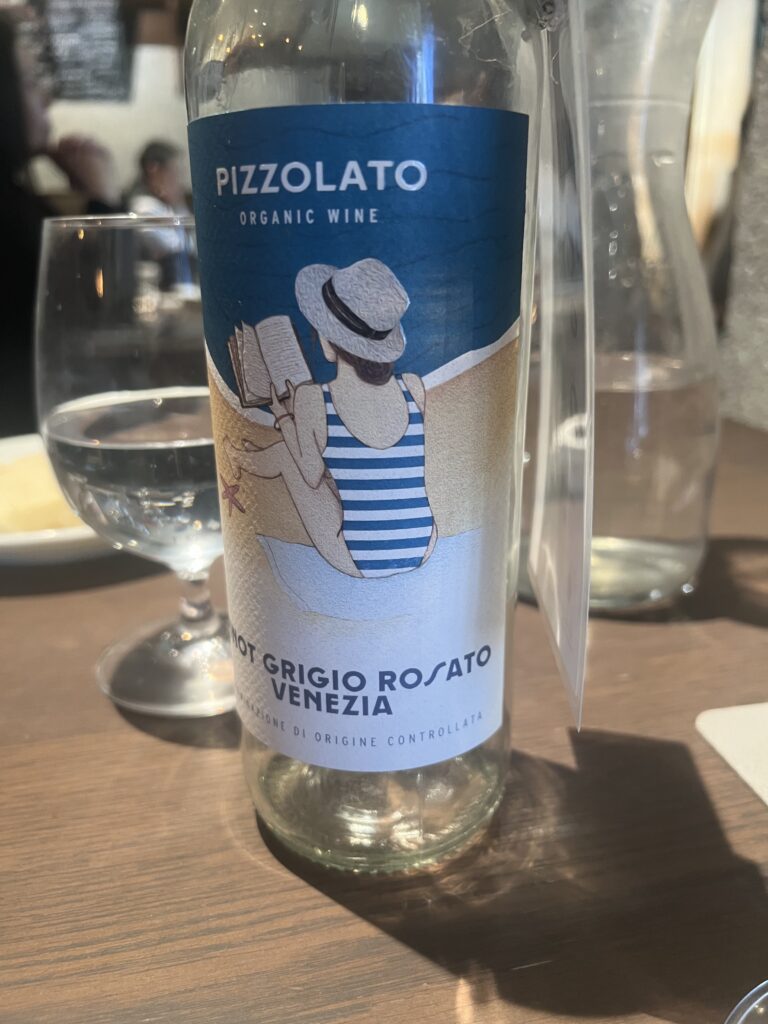 PIZZOLATO
ORGANIC WINE
GRIGIO ROSATO
VENEZIA
DI ORIGINE CONTROLLATA